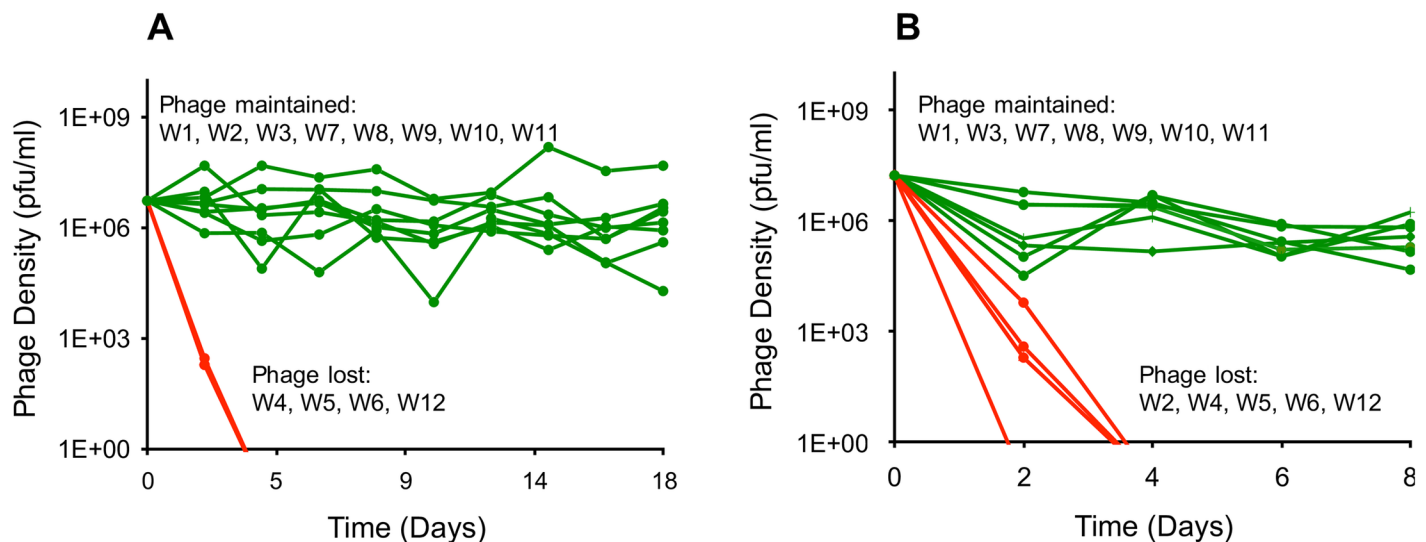 A
Phage Density (pfu/ml)
1E+09
1E+06
1E+03
1E+00
Phage maintained:
W1, W2, W3, W7, W8, W9, W10, W11
Phage lost:
W4, W5, W6, W12
0 5 9 14 18
Time (Days)
B
Phage Density (pfu/ml)
1E+09
1E+06
1E+03
1E+00
Phage maintained:
W1, W3, W7, W8, W9, W10, W11
Phage lost:
W2, W4, W5, W6, W12
0 2 4 6 8
Time (Days)